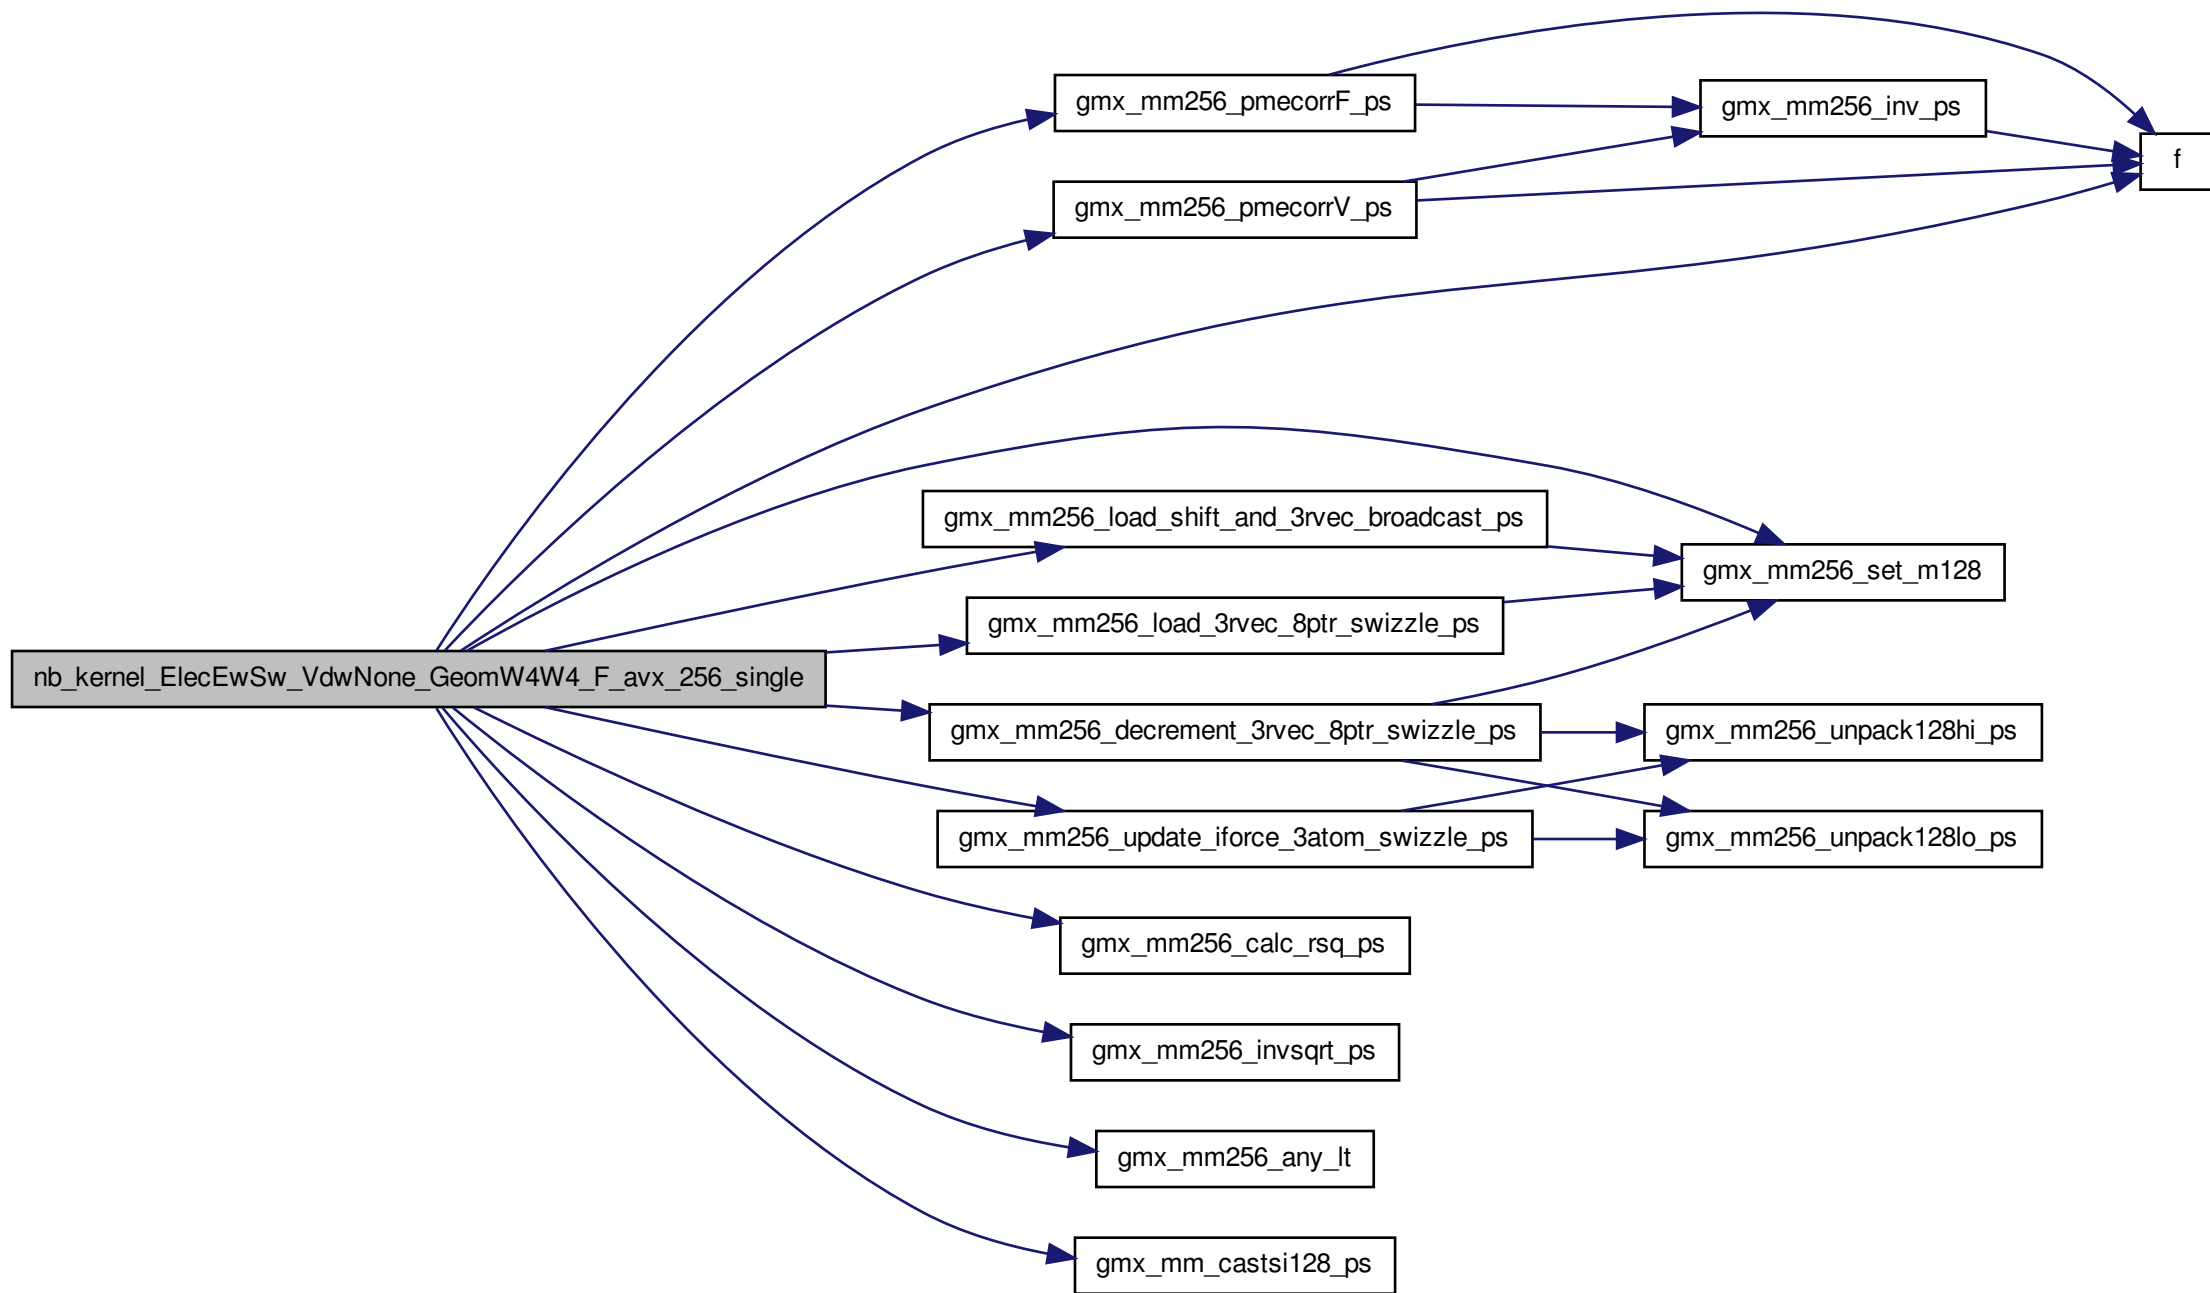 gmx_mm256_pmecorrF_ps
gmx_mm256_inv_ps
f
gmx_mm256_pmecorrV_ps
gmx_mm256_load_shift_and_3rvec_broadcast_ps
gmx_mm256_set_m128
gmx_mm256_load_3rvec_8ptr_swizzle_ps
nb_kernel_ElecEwSw_VdwNone_GeomW4W4_F_avx_256_single
gmx_mm256_decrement_3rvec_8ptr_swizzle_ps
gmx_mm256_unpack128hi_ps
gmx_mm256_update_iforce_3atom_swizzle_ps
gmx_mm256_unpack128lo_ps
gmx_mm256_calc_rsq_ps
gmx_mm256_invsqrt_ps
gmx_mm256_any_lt
gmx_mm_castsi128_ps